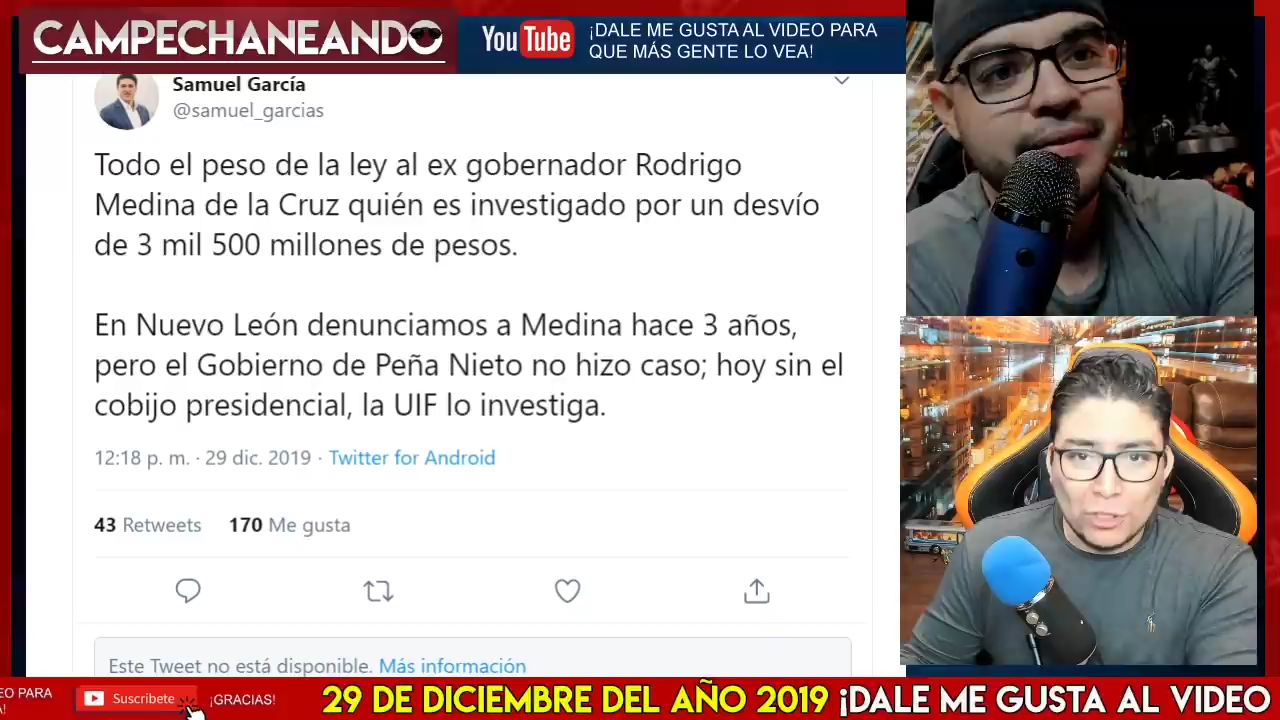 CAMPECHANEANDO
YouTube
¡DALE ME GUSTA AL VIDEO PARA
QUE MÁS GENTE LO VEA!
Samuel García
@samuel_garcias
Todo el peso de la ley al ex gobernador Rodrigo
Medina de la Cruz quién es investigado por un desvío
de 3 mil 500 millones de pesos.
En Nuevo León denunciamos a Medina hace 3 años,
pero el Gobierno de Peña Nieto no hizo caso; hoy sin el
cobijo presidencial, la UIF lo investiga.
12:18 p. m. · 29 dic. 2019 · Twitter for Android
43 Retweets 170 Me gusta
Este Tweet no está disponible. Más información
EO PARA
A!
Suscribete
¡GRACIAS!
29 DE DICIEMBRE DEL AÑO 2019 ¡DALE ME GUSTA AL VIDEO